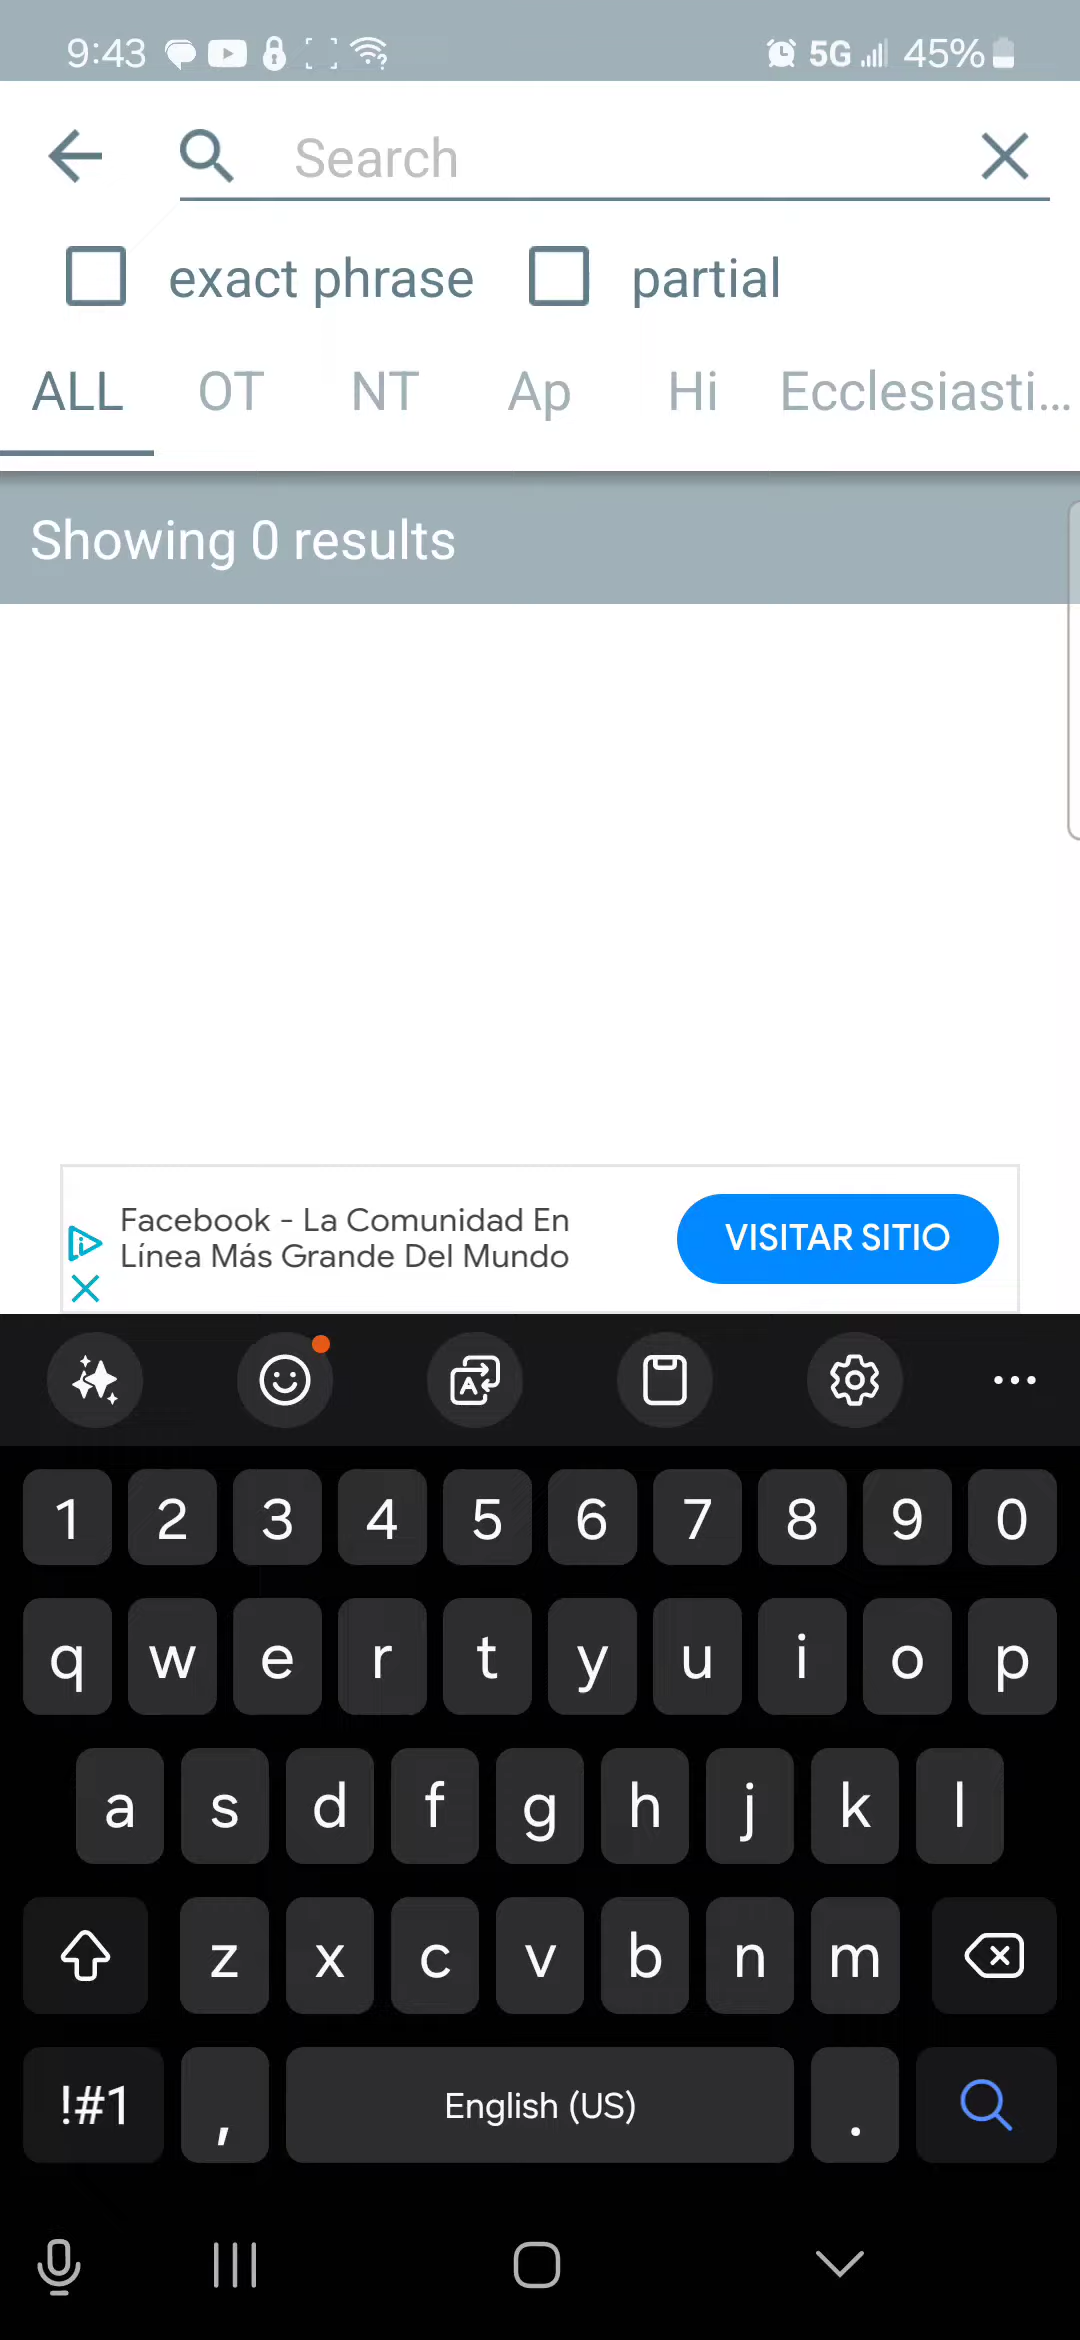 9:43 5G 45%
Search
exact phrase partial
ALL OT NT Ap Hi Ecclesiasti...
Showing 0 results
Facebook - La Comunidad En
Línea Más Grande Del Mundo
VISITAR SITIO
1 2 3 4 5 6 7 8 9 0
q w e r t y u i o p
a s d f g h j k l
z x c v b n m
!#1 , English (US) .